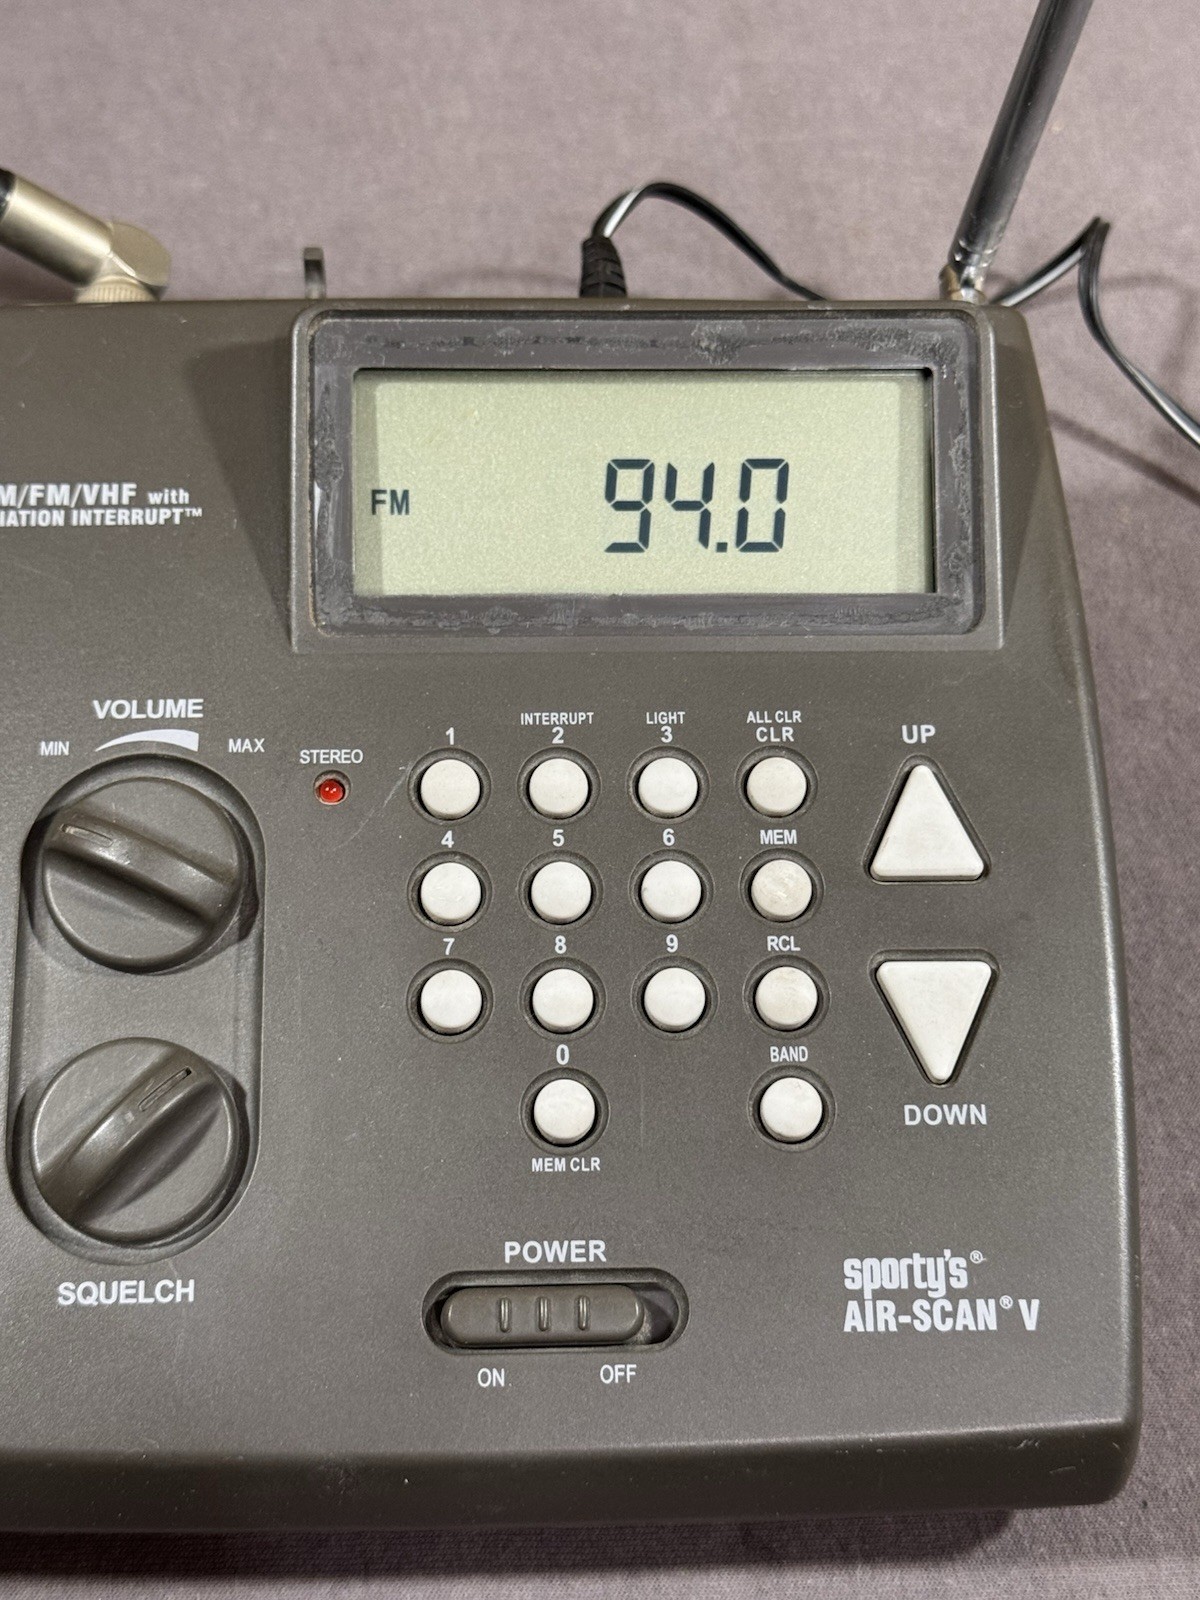 FM 94.0
M/FM/VHF with
IATION INTERRUPT™
VOLUME
MIN MAX
STEREO
INTERRUPT LIGHT ALL CLR
1 2 3 CLR
UP
4 5 6 MEM
7 8 9 RCL
0 BAND
MEM CLR
DOWN
SQUELCH
POWER
ON OFF
sporty's®
AIR-SCAN® V